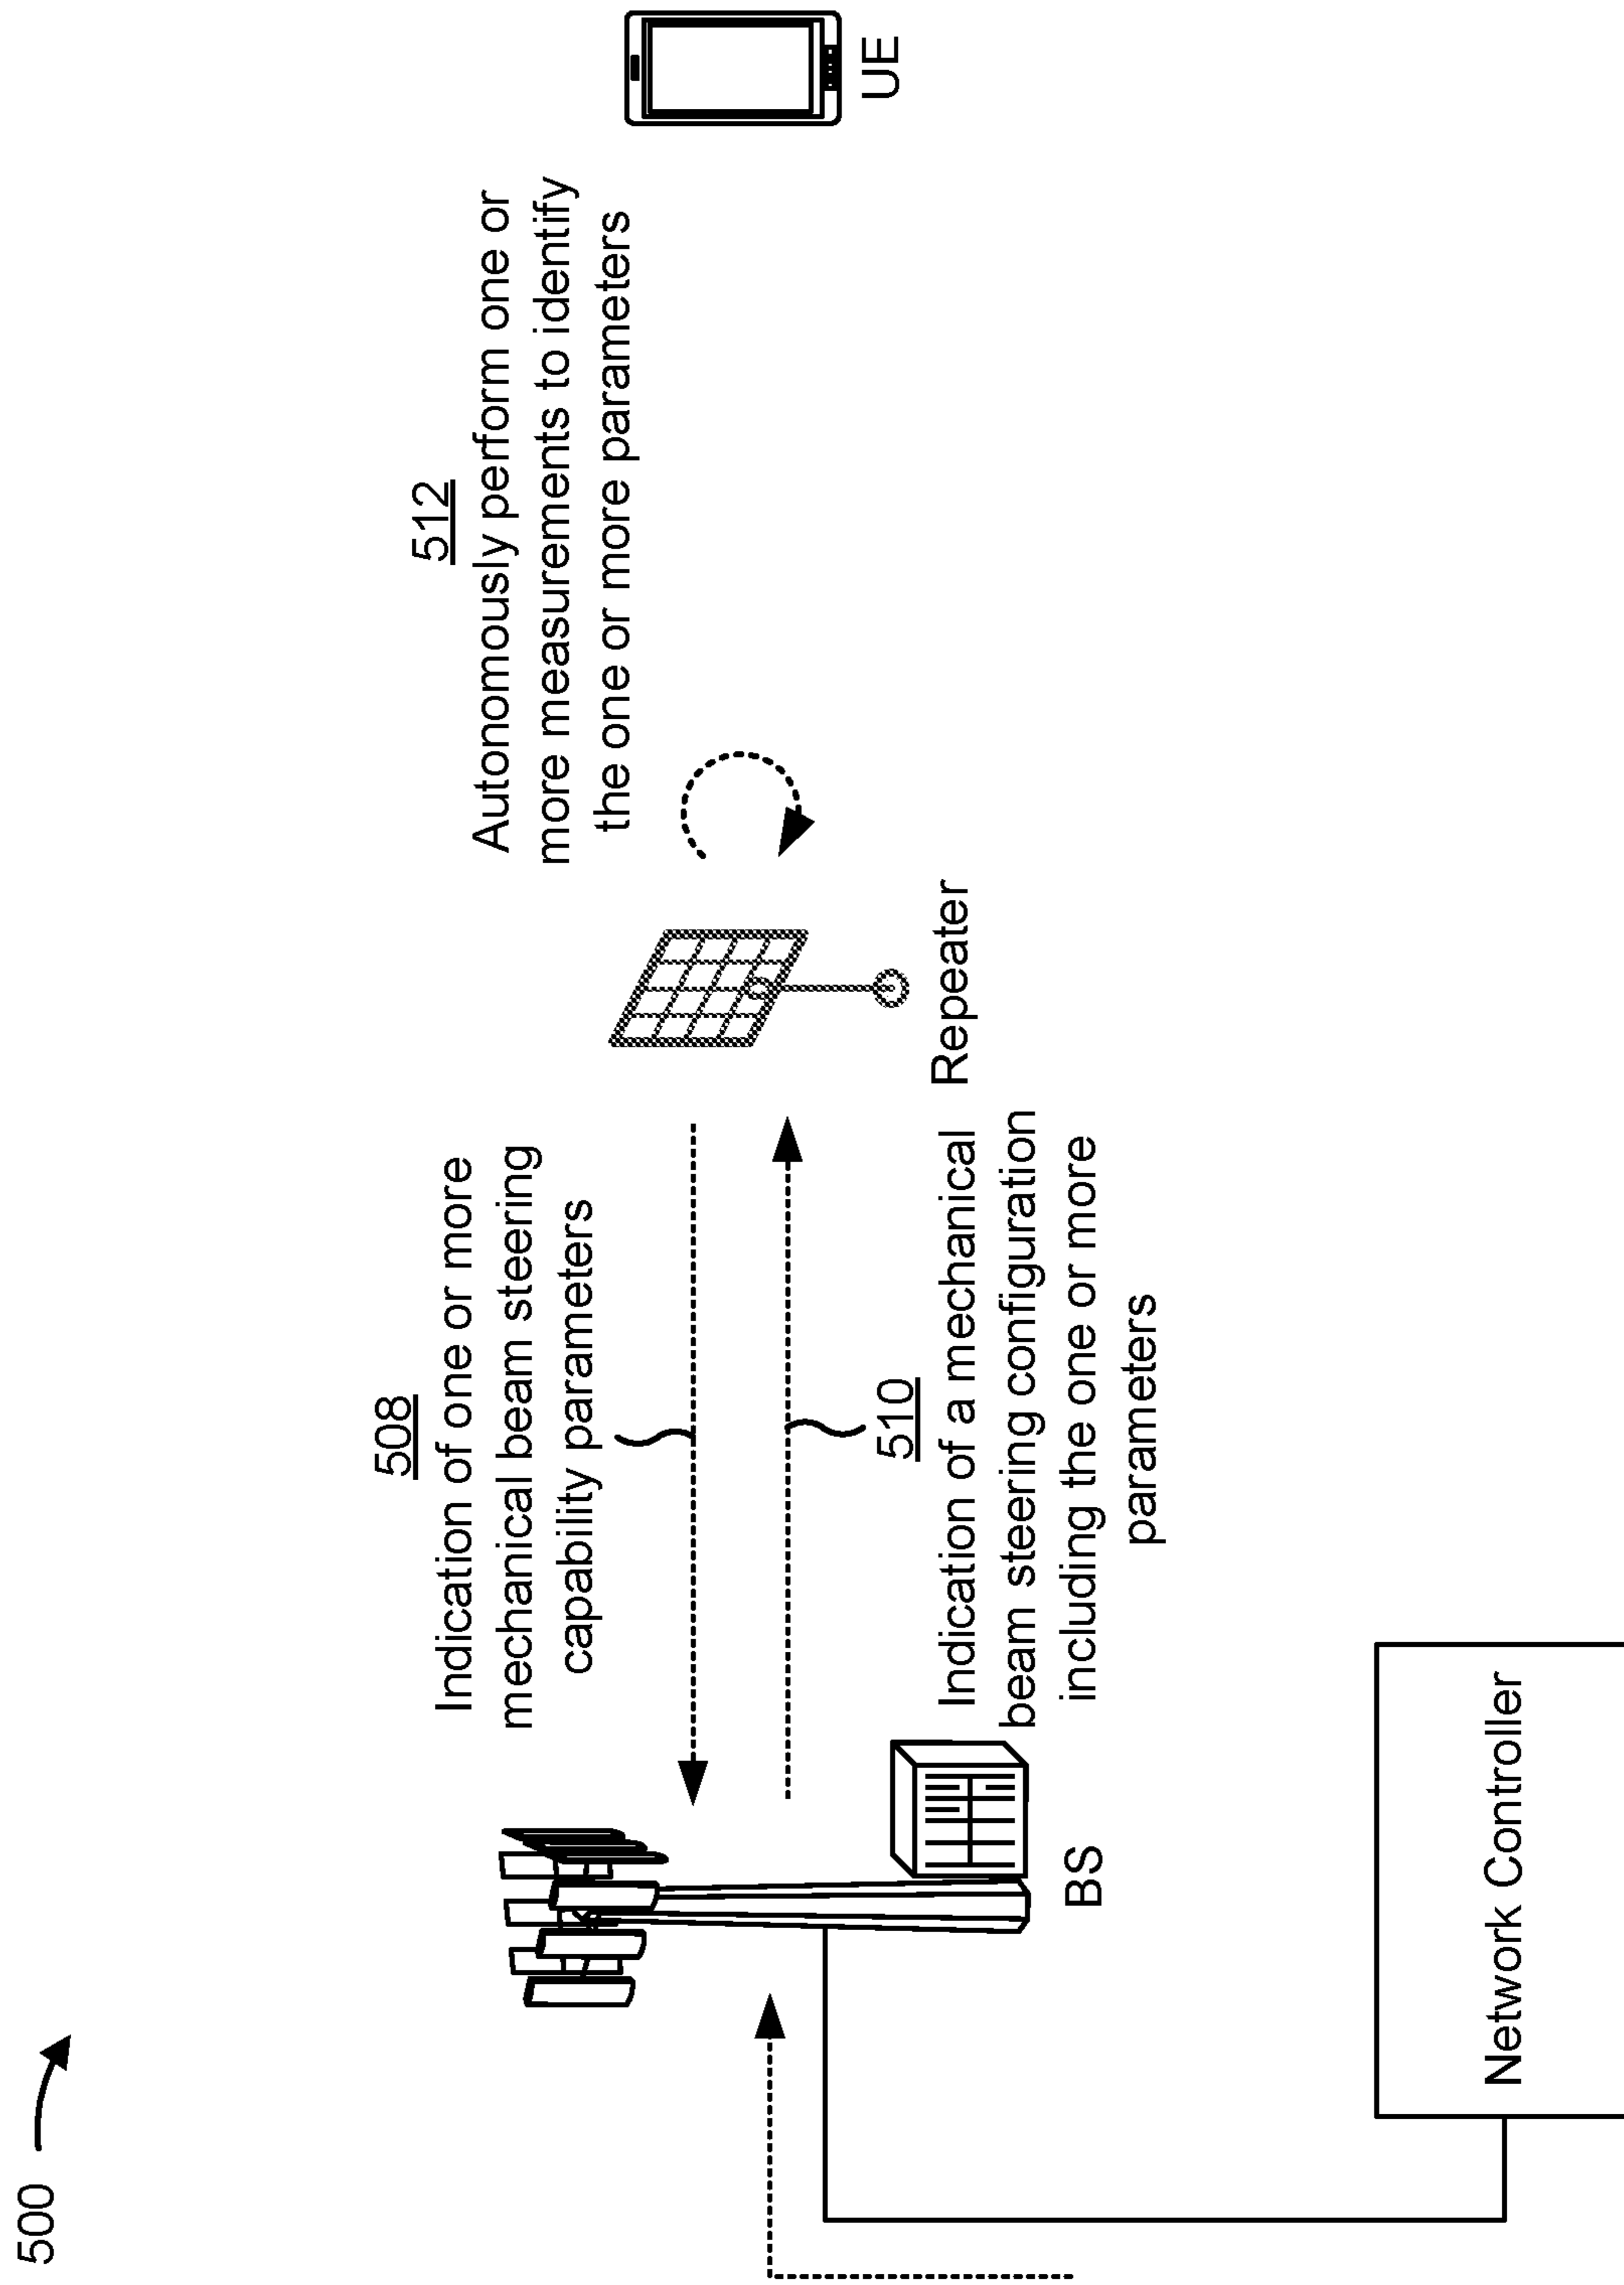 500
508
Indication of one or more
mechanical beam steering
capability parameters
512
Autonomously perform one or
more measurements to identify
the one or more parameters
510
Indication of a mechanical
beam steering configuration
including the one or more
parameters
BS
Repeater
UE
Network Controller